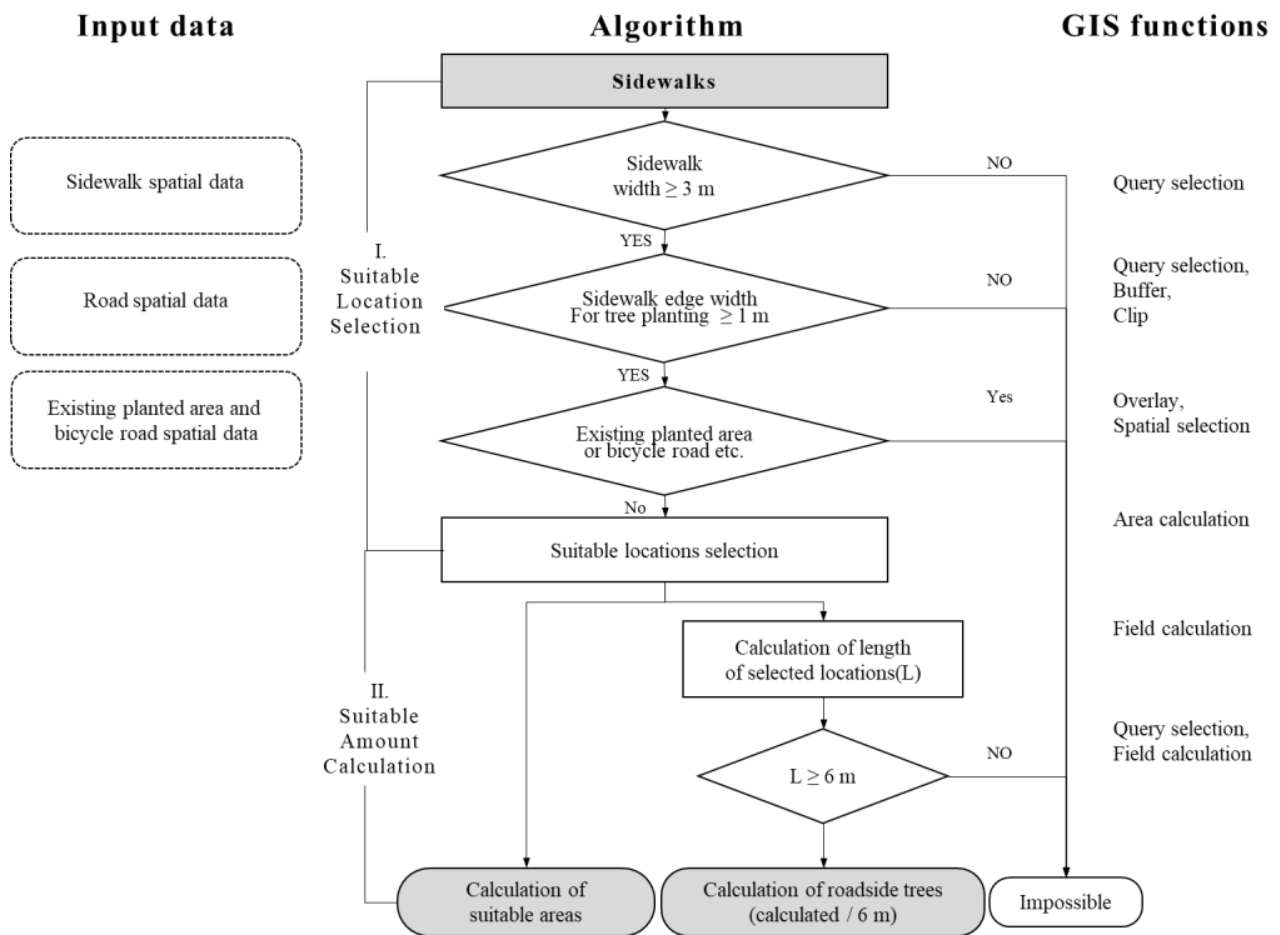 Input data
Algorithm
GIS functions
Sidewalks
Sidewalk spatial data
Sidewalk
width ≥ 3 m
NO
Query selection
YES
I.
Suitable
Location
Selection
Road spatial data
Sidewalk edge width
For tree planting ≥ 1 m
NO
Query selection,
Buffer,
Clip
YES
Existing planted area and
bicycle road spatial data
Existing planted area
or bicycle road etc.
Yes
Overlay,
Spatial selection
No
Suitable locations selection
Area calculation
Calculation of length
of selected locations(L)
Field calculation
II.
Suitable
Amount
Calculation
L ≥ 6 m
NO
Query selection,
Field calculation
Calculation of
suitable areas
Calculation of roadside trees
(calculated / 6 m)
Impossible